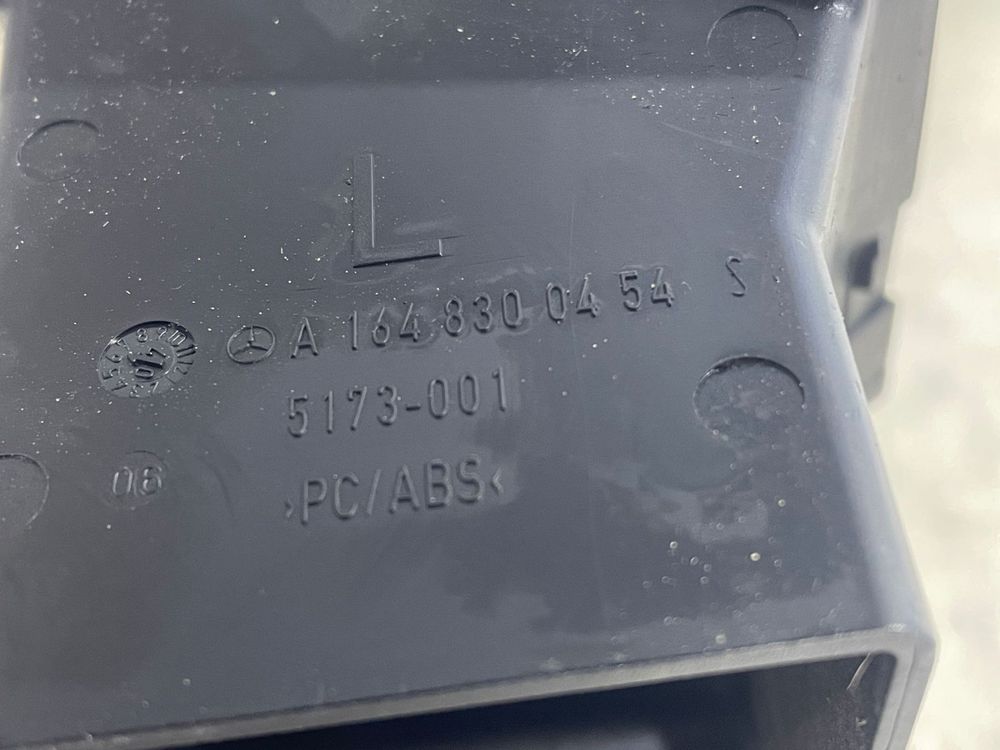 L
A 164 830 04 54 S
5173-001
06
>PC/ABS<